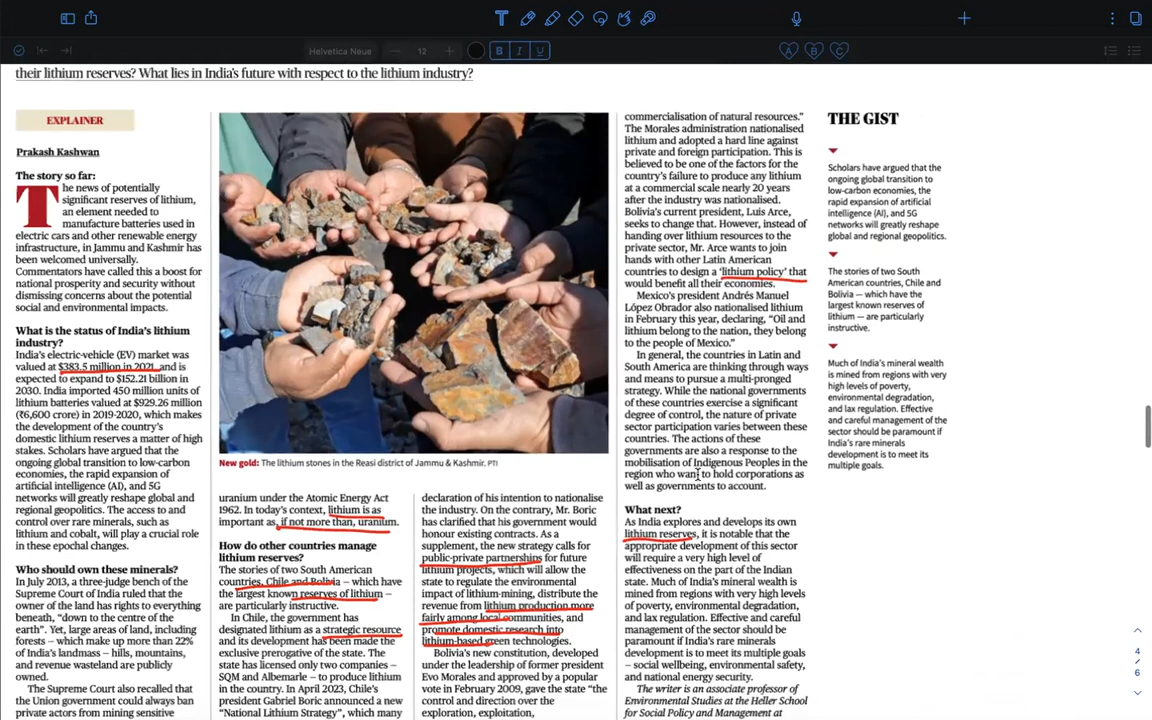 Helvetica Neue
12
B
I
U
A
B
C
their lithium reserves? What lies in India's future with respect to the lithium industry?
EXPLAINER
Prakash Kashwan
The story so far:
The news of potentially
significant reserves of lithium,
an element needed to
manufacture batteries used in
electric cars and other renewable energy
infrastructure, in Jammu and Kashmir has
been welcomed universally.
Commentators have called this a boost for
national prosperity and security without
dismissing concerns about the potential
social and environmental impacts.
What is the status of India's lithium
industry?
India's electric-vehicle (EV) market was
valued at $383.5 million in 2021, and is
expected to expand to $152.21 billion in
2030. India imported 450 million units of
lithium batteries valued at $929.26 million
(₹6,600 crore) in 2019-2020, which makes
the development of the country's
domestic lithium reserves a matter of high
stakes. Scholars have argued that the
ongoing global transition to low-carbon
economies, the rapid expansion of
artificial intelligence (AI), and 5G
networks will greatly reshape global and
regional geopolitics. The access to and
control over rare minerals, such as
lithium and cobalt, will play a crucial role
in these epochal changes.
Who should own these minerals?
In July 2013, a three-judge bench of the
Supreme Court of India ruled that the
owner of the land has rights to everything
beneath, "down to the centre of the
earth". Yet, large areas of land, including
forests – which make up more than 22%
of India's landmass – hills, mountains,
and revenue wasteland are publicly
owned.
The Supreme Court also recalled that
the Union government could always ban
private actors from mining sensitive
New gold: The lithium stones in the Reasi district of Jammu & Kashmir. PTI
uranium under the Atomic Energy Act
1962. In today's context, lithium is as
important as, if not more than, uranium.
How do other countries manage
lithium reserves?
The stories of two South American
countries, Chile and Bolivia – which have
the largest known reserves of lithium –
are particularly instructive.
In Chile, the government has
designated lithium as a strategic resource
and its development has been made the
exclusive prerogative of the state. The
state has licensed only two companies –
SQM and Albemarle – to produce lithium
in the country. In April 2023, Chile's
president Gabriel Boric announced a new
"National Lithium Strategy", which many
declaration of his intention to nationalise
the industry. On the contrary, Mr. Boric
has clarified that his government would
honour existing contracts. As a
supplement, the new strategy calls for
public-private partnerships for future
lithium projects, which will allow the
state to regulate the environmental
impact of lithium-mining, distribute the
revenue from lithium production more
fairly among local communities, and
promote domestic research into
lithium-based green technologies.
Bolivia's new constitution, developed
under the leadership of former president
Evo Morales and approved by a popular
vote in February 2009, gave the state "the
control and direction over the
exploration, exploitation,
commercialisation of natural resources."
The Morales administration nationalised
lithium and adopted a hard line against
private and foreign participation. This is
believed to be one of the factors for the
country's failure to produce any lithium
at a commercial scale nearly 20 years
after the industry was nationalised.
Bolivia's current president, Luis Arce,
seeks to change that. However, instead of
handing over lithium resources to the
private sector, Mr. Arce wants to join
hands with other Latin American
countries to design a 'lithium policy' that
would benefit all their economies.
Mexico's president Andrés Manuel
López Obrador also nationalised lithium
in February this year, declaring, "Oil and
lithium belong to the nation, they belong
to the people of Mexico."
In general, the countries in Latin and
South America are thinking through ways
and means to pursue a multi-pronged
strategy. While the national governments
of these countries exercise a significant
degree of control, the nature of private
sector participation varies between these
countries. The actions of these
governments are also a response to the
mobilisation of Indigenous Peoples in the
region who want to hold corporations as
well as governments to account.
What next?
As India explores and develops its own
lithium reserves, it is notable that the
appropriate development of this sector
will require a very high level of
effectiveness on the part of the Indian
state. Much of India's mineral wealth is
mined from regions with very high levels
of poverty, environmental degradation,
and lax regulation. Effective and careful
management of the sector should be
paramount if India's rare minerals
development is to meet its multiple goals
– social wellbeing, environmental safety,
and national energy security.
The writer is an associate professor of
Environmental Studies at the Heller School
for Social Policy and Management at
THE GIST
Scholars have argued that the
ongoing global transition to
low-carbon economies, the
rapid expansion of artificial
intelligence (AI), and 5G
networks will greatly reshape
global and regional geopolitics.
The stories of two South
American countries, Chile and
Bolivia — which have the
largest known reserves of
lithium — are particularly
instructive.
Much of India's mineral wealth
is mined from regions with very
high levels of poverty,
environmental degradation,
and lax regulation. Effective
and careful management of the
sector should be paramount if
India's rare minerals
development is to meet its
multiple goals.
4
6